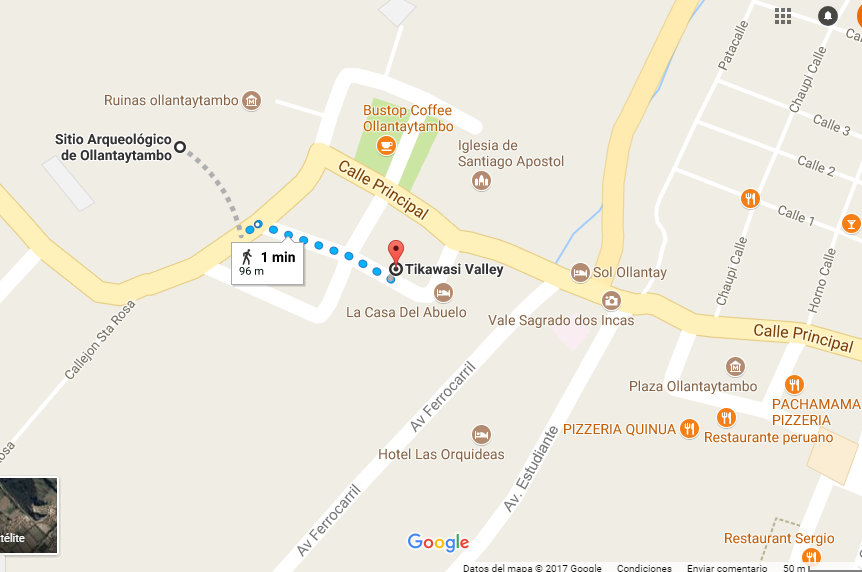 Patacalle
Chaupi Calle
Cal
Calle 3
Calle 2
Calle 1
Ruinas ollantaytambo
Bustop Coffee
Ollantaytambo
Sitio Arqueológico
de Ollantaytambo
Iglesia de
Santiago Apostol
Calle Principal
1 min
96 m
Tikawasi Valley
La Casa Del Abuelo
Sol Ollantay
Vale Sagrado dos Incas
Chaupi Calle
Horno Calle
Calle Principal
Callejon Sta Rosa
Plaza Ollantaytambo
Av Ferrocarril
PACHAMAMA
PIZZERIA
PIZZERIA QUINUA
Restaurante peruano
Hotel Las Orquideas
osa
Av. Estudiante
Av Ferrocarril
télite
Google
Restaurant Sergio
Datos del mapa © 2017 Google Condiciones Enviar comentario 50 m